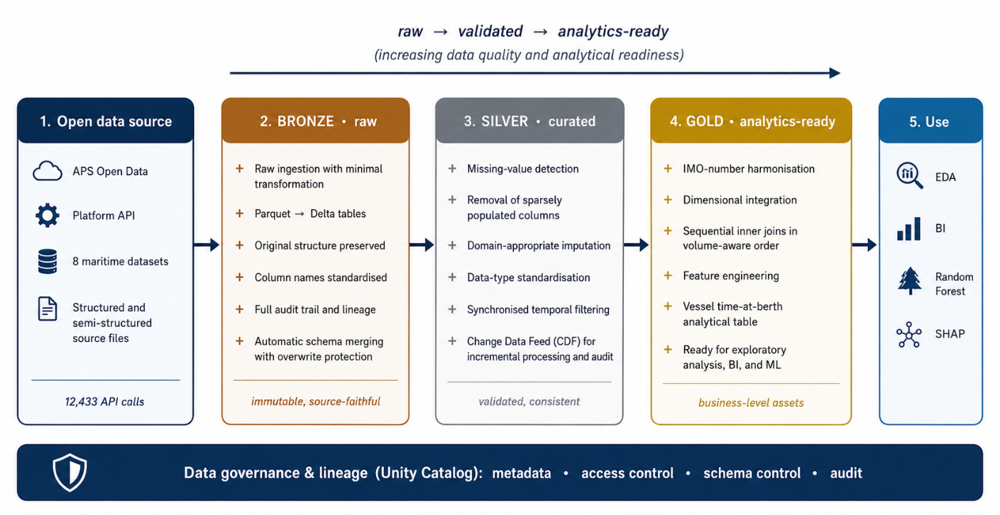 raw → validated → analytics-ready
(increasing data quality and analytical readiness)
1. Open data source
APS Open Data
Platform API
8 maritime datasets
Structured and
semi-structured
source files
12,433 API calls
2. BRONZE • raw
+ Raw ingestion with minimal
transformation
+ Parquet → Delta tables
+ Original structure preserved
+ Column names standardised
+ Full audit trail and lineage
+ Automatic schema merging
with overwrite protection
immutable, source-faithful
3. SILVER • curated
+ Missing-value detection
+ Removal of sparsely
populated columns
+ Domain-appropriate imputation
+ Data-type standardisation
+ Synchronised temporal filtering
+ Change Data Feed (CDF) for
incremental processing and audit
validated, consistent
4. GOLD • analytics-ready
+ IMO-number harmonisation
+ Dimensional integration
+ Sequential inner joins in
volume-aware order
+ Feature engineering
+ Vessel time-at-berth
analytical table
+ Ready for exploratory
analysis, BI, and ML
business-level assets
5. Use
EDA
BI
Random
Forest
SHAP
Data governance & lineage (Unity Catalog): metadata • access control • schema control • audit